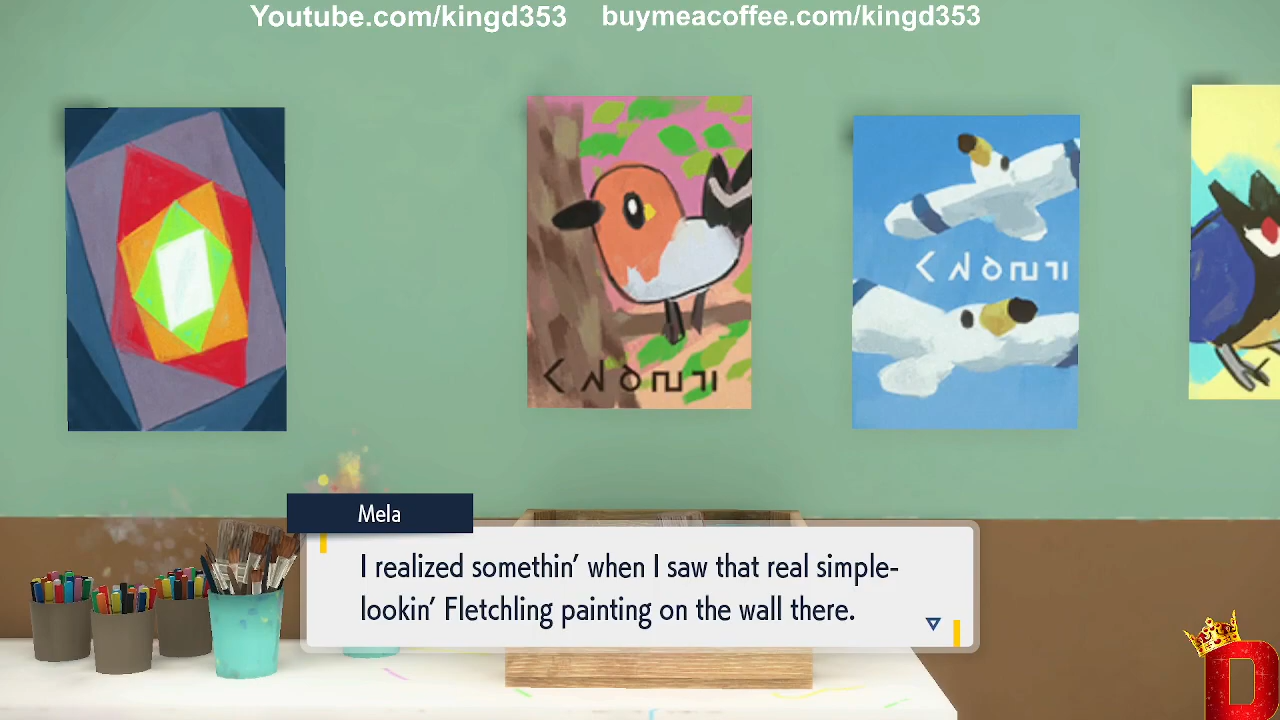 Youtube.com/kingd353 buymeacoffee.com/kingd353
Mela
I realized somethin’ when I saw that real simple-
lookin’ Fletchling painting on the wall there.
D